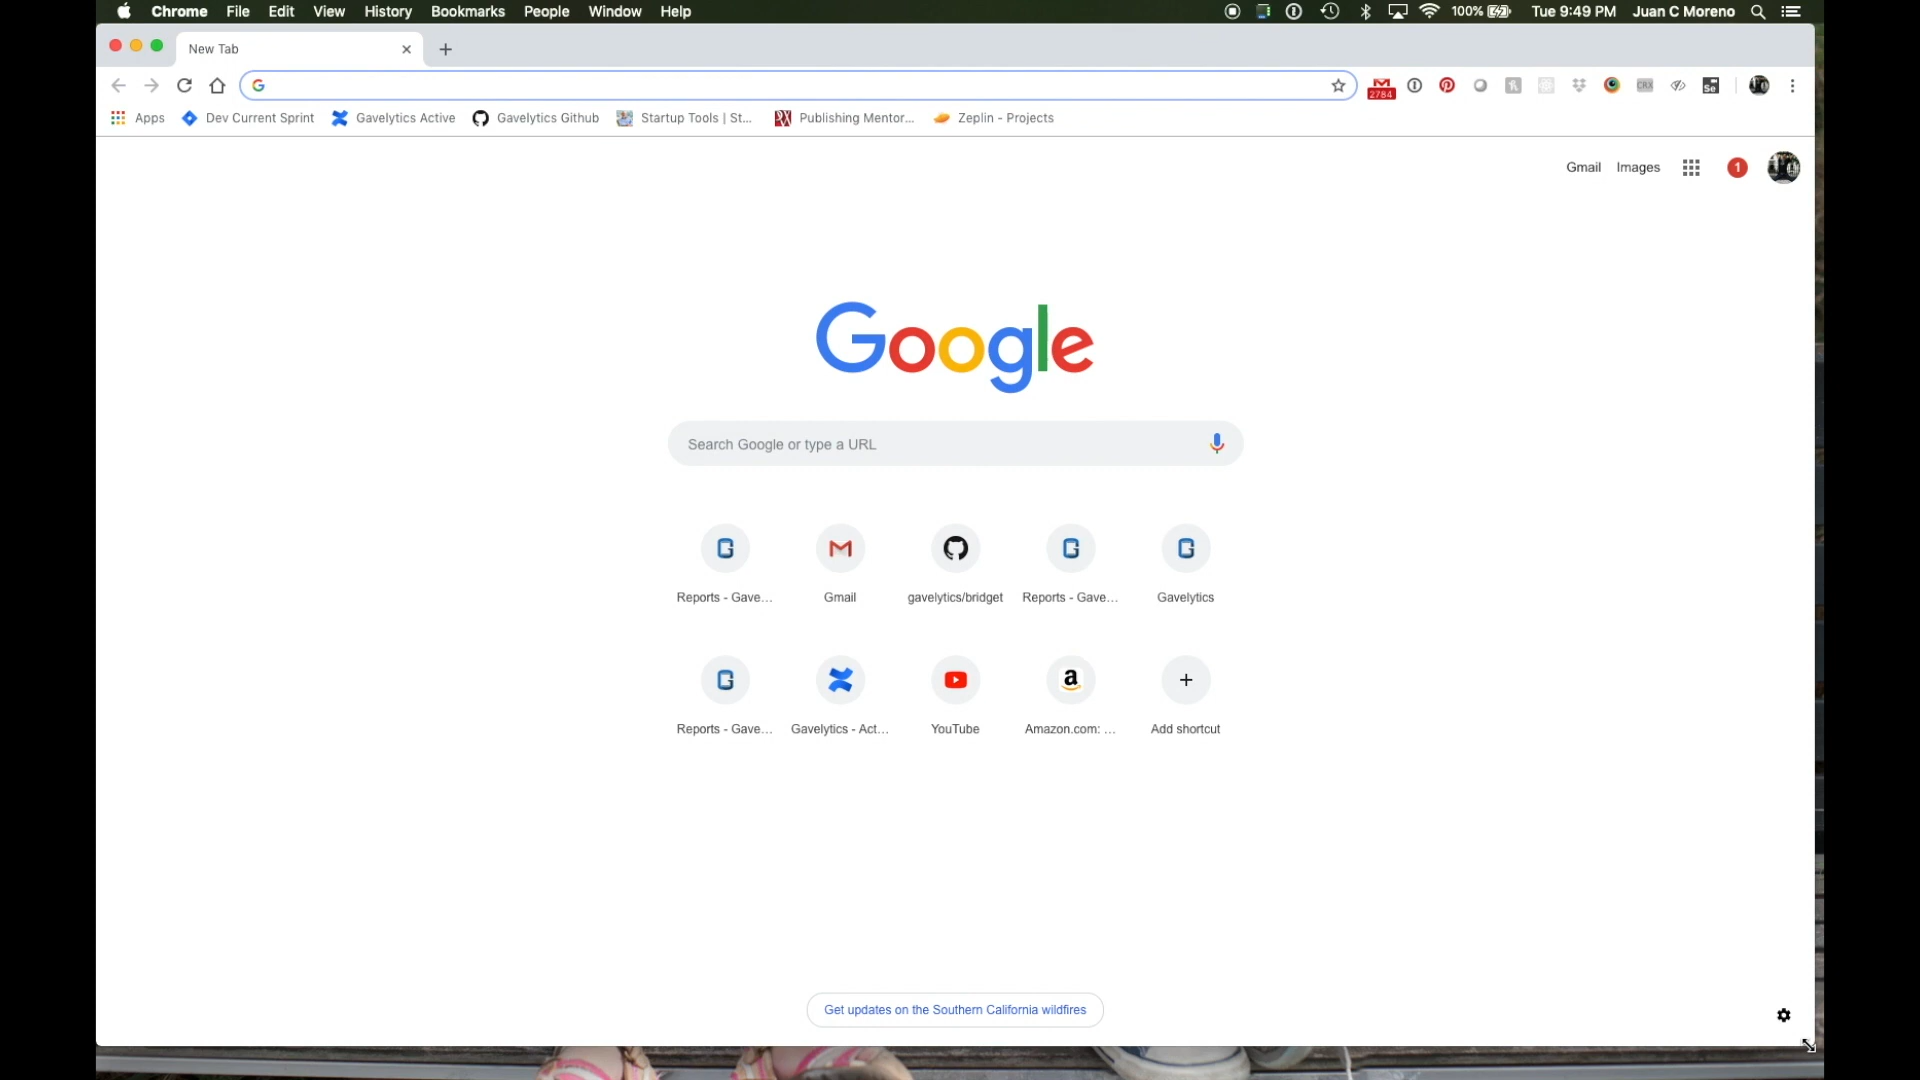 Chrome File Edit View History Bookmarks People Window Help 100% Tue 9:49 PM Juan C Moreno
New Tab
2784 CRX Se
Apps Dev Current Sprint Gavelytics Active Gavelytics Github Startup Tools | St... Publishing Mentor... Zeplin - Projects
Gmail Images 1
Google
Search Google or type a URL
Reports - Gave... Gmail gavelytics/bridget Reports - Gave... Gavelytics
Reports - Gave... Gavelytics - Act... YouTube Amazon.com: ... Add shortcut
Get updates on the Southern California wildfires